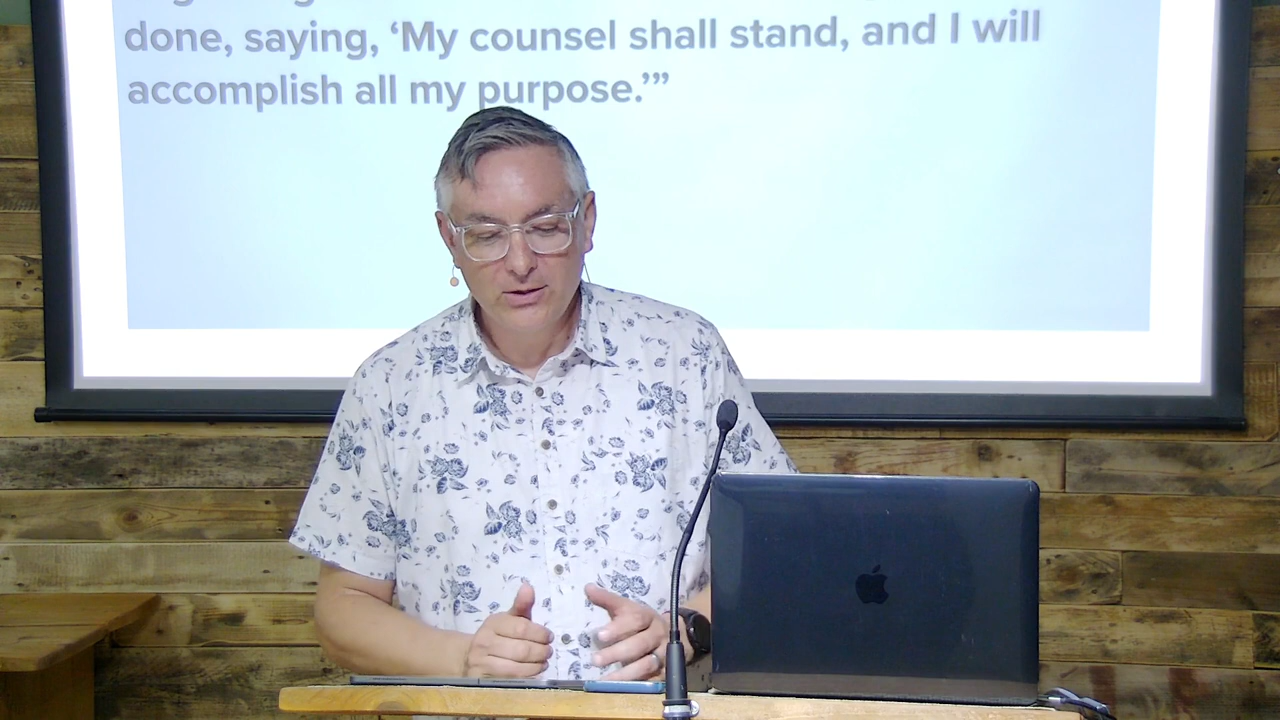 done, saying, ‘My counsel shall stand, and I will
accomplish all my purpose.’”